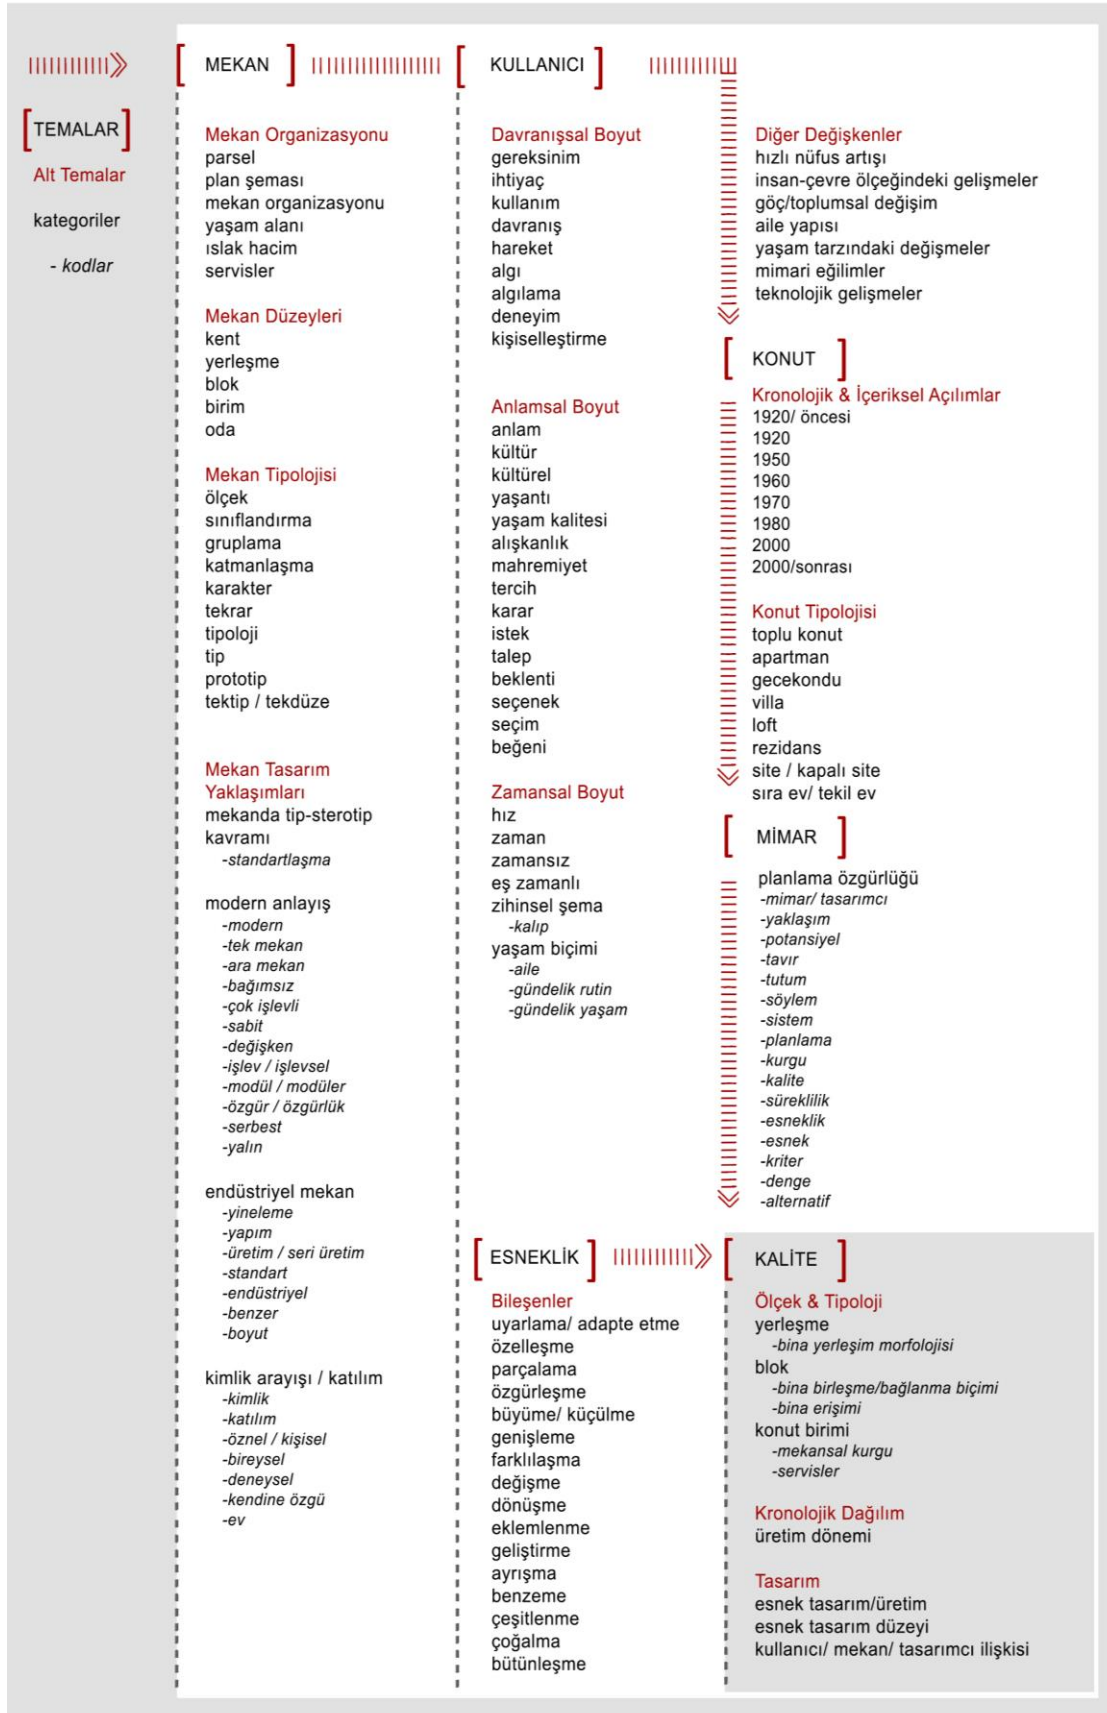 TEMALAR
Alt Temalar
kategoriler
- kodlar
MEKAN
Mekan Organizasyonu
parsel
plan şeması
mekan organizasyonu
yaşam alanı
ıslak hacim
servisler
Mekan Düzeyleri
kent
yerleşme
blok
birim
oda
Mekan Tipolojisi
ölçek
sınıflandırma
gruplama
katmanlaşma
karakter
tekrar
tipoloji
tip
prototip
tektip / tekdüze
Mekan Tasarım
Yaklaşımları
mekanda tip-sterotip
kavramı
-standartlaşma
modern anlayış
-modern
-tek mekan
-ara mekan
-bağımsız
-çok işlevli
-sabit
-değişken
-işlev / işlevsel
-modül / modüler
-özgür / özgürlük
-serbest
-yalın
endüstriyel mekan
-yineleme
-yapım
-üretim / seri üretim
-standart
-endüstriyel
-benzer
-boyut
kimlik arayışı / katılım
-kimlik
-katılım
-öznel / kişisel
-bireysel
-deneysel
-kendine özgü
-ev
KULLANICI
Davranışsal Boyut
gereksinim
ihtiyaç
kullanım
davranış
hareket
algı
algılama
deneyim
kişiselleştirme
Anlamsal Boyut
anlam
kültür
kültürel
yaşantı
yaşam kalitesi
alışkanlık
mahremiyet
tercih
karar
istek
talep
beklenti
seçenek
seçim
beğeni
Zamansal Boyut
hız
zaman
zamansız
eş zamanlı
zihinsel şema
-kalıp
yaşam biçimi
-aile
-gündelik rutin
-gündelik yaşam
Diğer Değişkenler
hızlı nüfus artışı
insan-çevre ölçeğindeki gelişmeler
göç/toplumsal değişim
aile yapısı
yaşam tarzındaki değişmeler
mimari eğilimler
teknolojik gelişmeler
KONUT
Kronolojik & İçeriksel Açılımlar
1920/ öncesi
1920
1950
1960
1970
1980
2000
2000/sonrası
Konut Tipolojisi
toplu konut
apartman
gecekondu
villa
loft
rezidans
site / kapalı site
sıra ev/ tekil ev
MİMAR
planlama özgürlüğü
-mimar/ tasarımcı
-yaklaşım
-potansiyel
-tavır
-tutum
-söylem
-sistem
-planlama
-kurgu
-kalite
-süreklilik
-esneklik
-esnek
-kriter
-denge
-alternatif
ESNEKLİK
Bileşenler
uyarlama/ adapte etme
özelleşme
parçalama
özgürleşme
büyüme/ küçülme
genişleme
farklılaşma
değişme
dönüşme
eklemlenme
geliştirme
ayrışma
benzeme
çeşitlenme
çoğalma
bütünleşme
KALİTE
Ölçek & Tipoloji
yerleşme
-bina yerleşim morfolojisi
blok
-bina birleşme/bağlanma biçimi
-bina erişimi
konut birimi
-mekansal kurgu
-servisler
Kronolojik Dağılım
üretim dönemi
Tasarım
esnek tasarım/üretim
esnek tasarım düzeyi
kullanıcı/ mekan/ tasarımcı ilişkisi